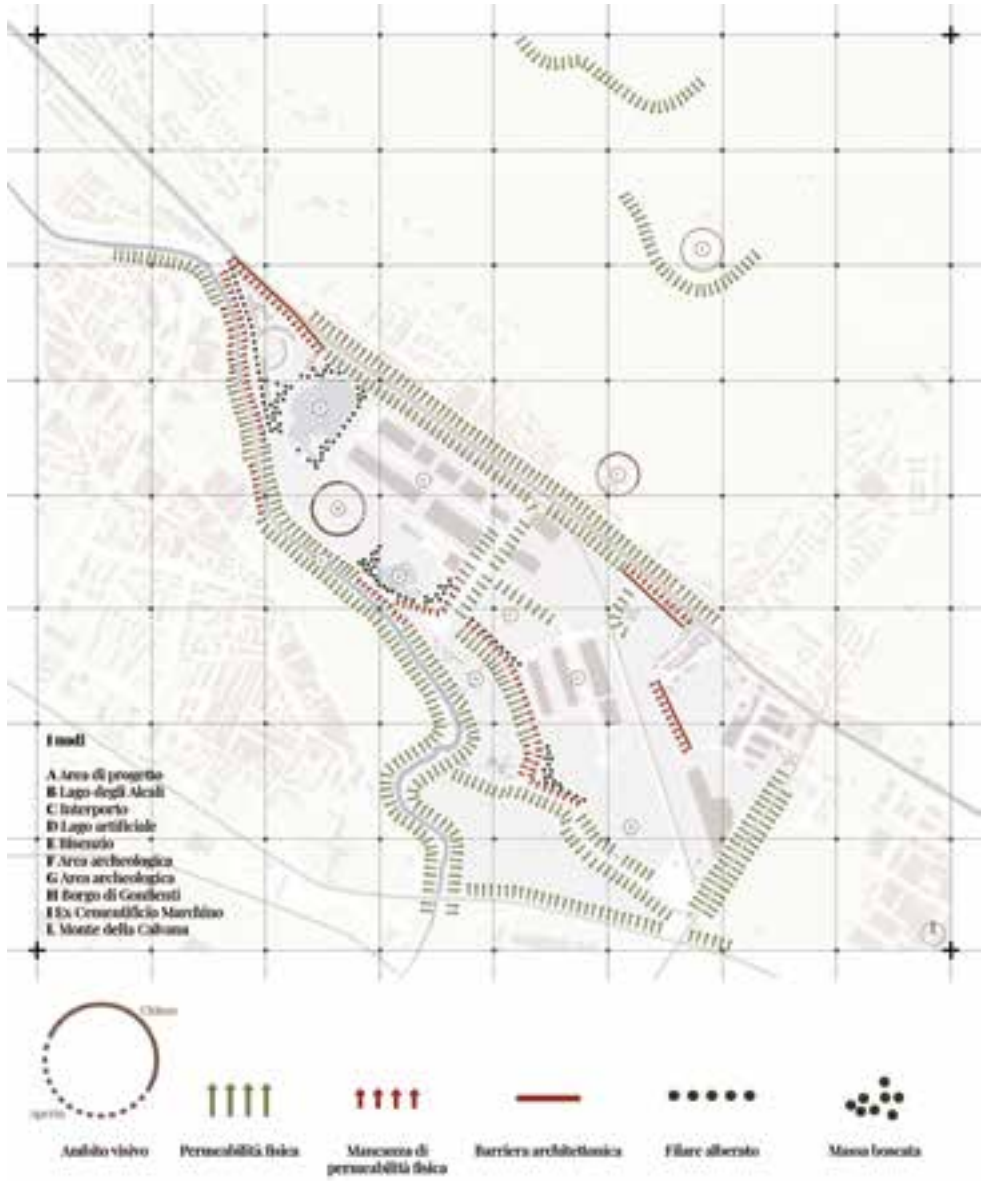 I nodi
A Area di progetto
B Lago degli Alcali
C Interporto
D Lago artificiale
E Bisenzio
F Area archeologica
G Area archeologica
H Borgo di Gonfienti
I Ex Cementificio Marchino
L Monte della Calvana
Chiuso
Aperto
Ambito visivo
Permeabilità fisica
Mancanza di
permeabilità fisica
Barriera architettonica
Filare alberato
Massa boscata